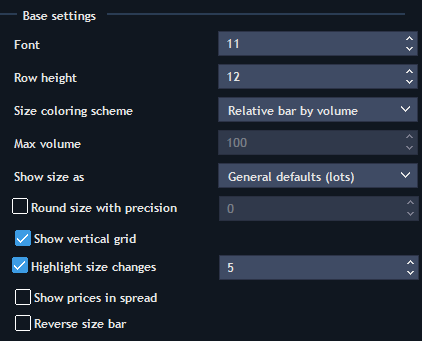 Base settings
Font 11
Row height 12
Size coloring scheme Relative bar by volume
Max volume 100
Show size as General defaults (lots)
Round size with precision 0
Show vertical grid
Highlight size changes 5
Show prices in spread
Reverse size bar